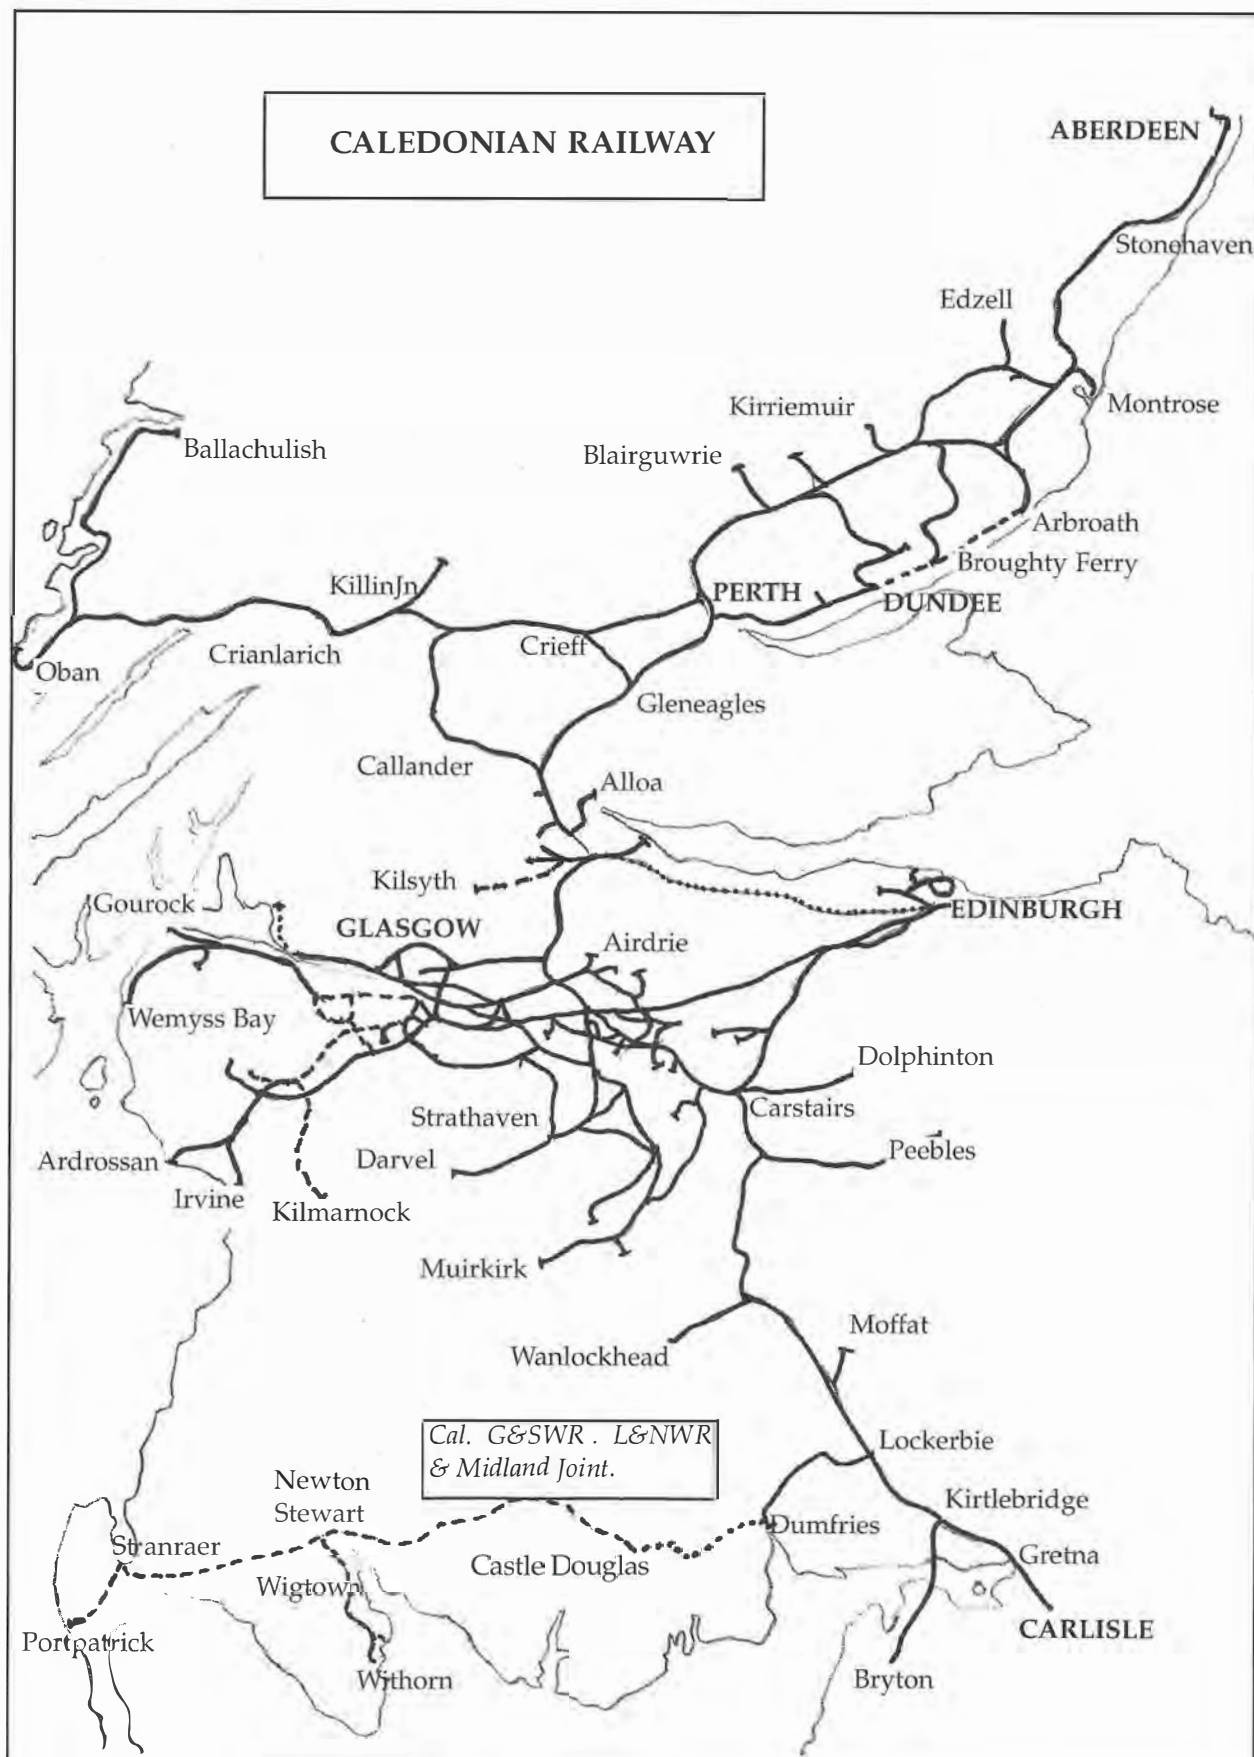 CALEDONIAN RAILWAY
ABERDEEN
Stonehaven
Edzell
Montrose
Kirriemuir
Blairguwrie
Ballachulish
Arbroath
Broughty Ferry
KillinJn
PERTH
DUNDEE
Crieff
Crianlarich
Oban
Gleneagles
Callander
Alloa
Kilsyth
Gourock
EDINBURGH
GLASGOW
Airdrie
Wemyss Bay
Dolphinton
Carstairs
Strathaven
Peebles
Ardrossan
Darvel
Irvine
Kilmarnock
Muirkirk
Moffat
Wanlockhead
Cal. G&SWR . L&NWR
& Midland Joint.
Lockerbie
Newton
Stewart
Kirtlebridge
Dumfries
Stranraer
Gretna
Castle Douglas
Wigtown
CARLISLE
Portpatrick
Withorn
Bryton